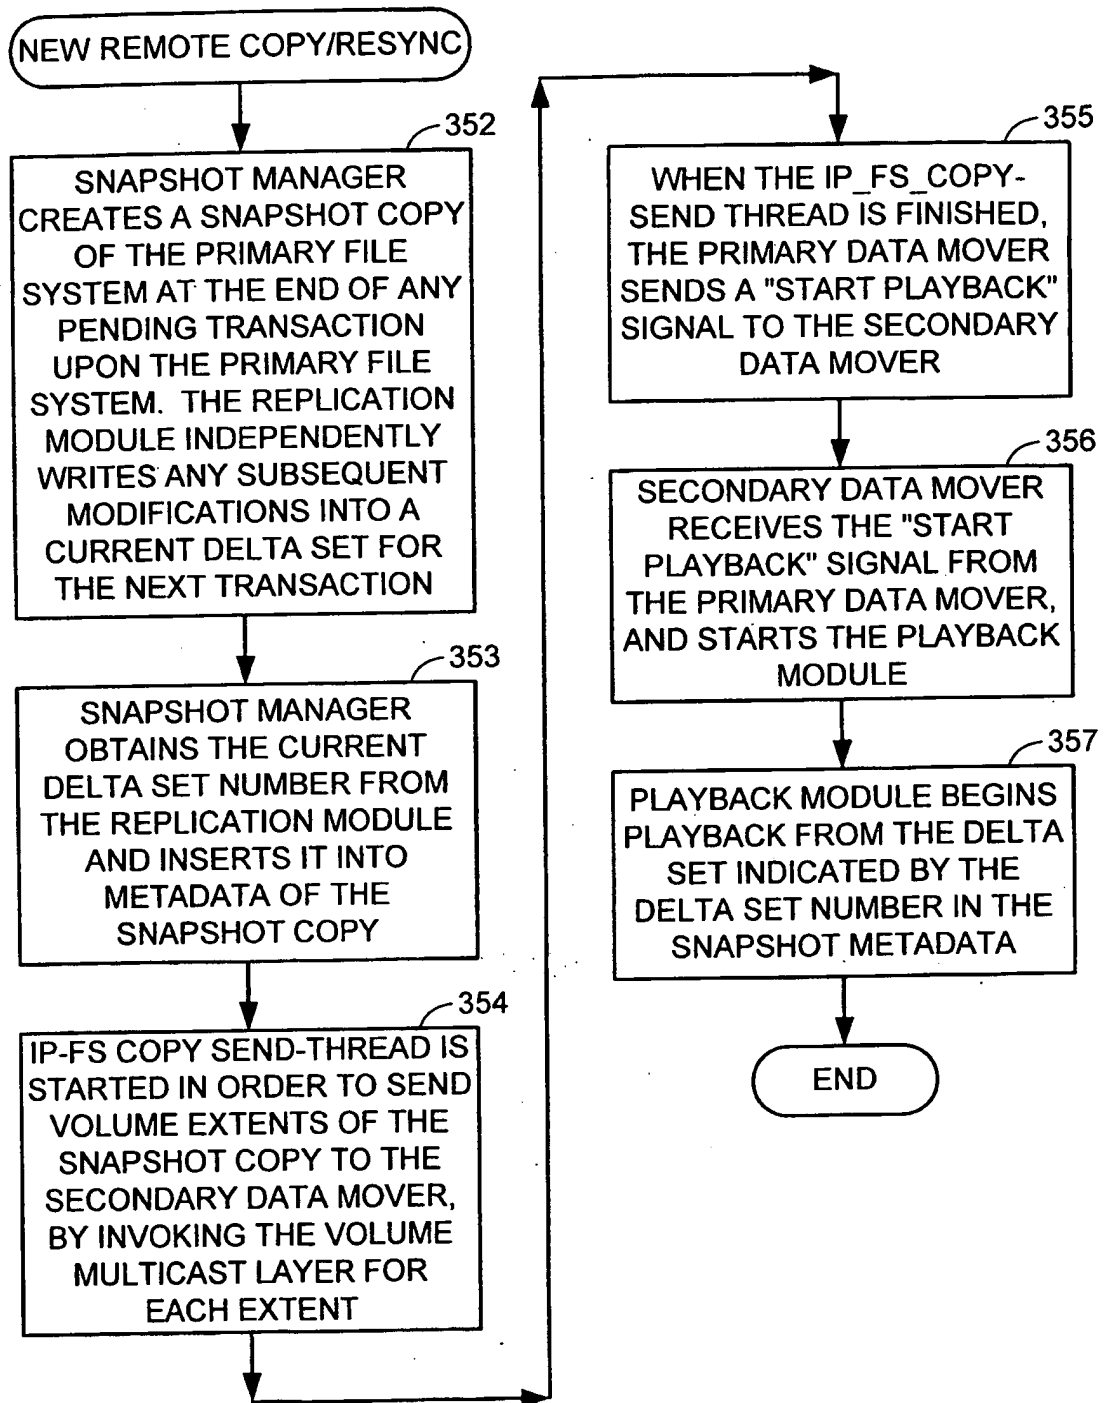 NEW REMOTE COPY/RESYNC
352
SNAPSHOT MANAGER
CREATES A SNAPSHOT COPY
OF THE PRIMARY FILE
SYSTEM AT THE END OF ANY
PENDING TRANSACTION
UPON THE PRIMARY FILE
SYSTEM. THE REPLICATION
MODULE INDEPENDENTLY
WRITES ANY SUBSEQUENT
MODIFICATIONS INTO A
CURRENT DELTA SET FOR
THE NEXT TRANSACTION
353
SNAPSHOT MANAGER
OBTAINS THE CURRENT
DELTA SET NUMBER FROM
THE REPLICATION MODULE
AND INSERTS IT INTO
METADATA OF THE
SNAPSHOT COPY
354
IP-FS COPY SEND-THREAD IS
STARTED IN ORDER TO SEND
VOLUME EXTENTS OF THE
SNAPSHOT COPY TO THE
SECONDARY DATA MOVER,
BY INVOKING THE VOLUME
MULTICAST LAYER FOR
EACH EXTENT
355
WHEN THE IP_FS_COPY-
SEND THREAD IS FINISHED,
THE PRIMARY DATA MOVER
SENDS A "START PLAYBACK"
SIGNAL TO THE SECONDARY
DATA MOVER
356
SECONDARY DATA MOVER
RECEIVES THE "START
PLAYBACK" SIGNAL FROM
THE PRIMARY DATA MOVER,
AND STARTS THE PLAYBACK
MODULE
357
PLAYBACK MODULE BEGINS
PLAYBACK FROM THE DELTA
SET INDICATED BY THE
DELTA SET NUMBER IN THE
SNAPSHOT METADATA
END